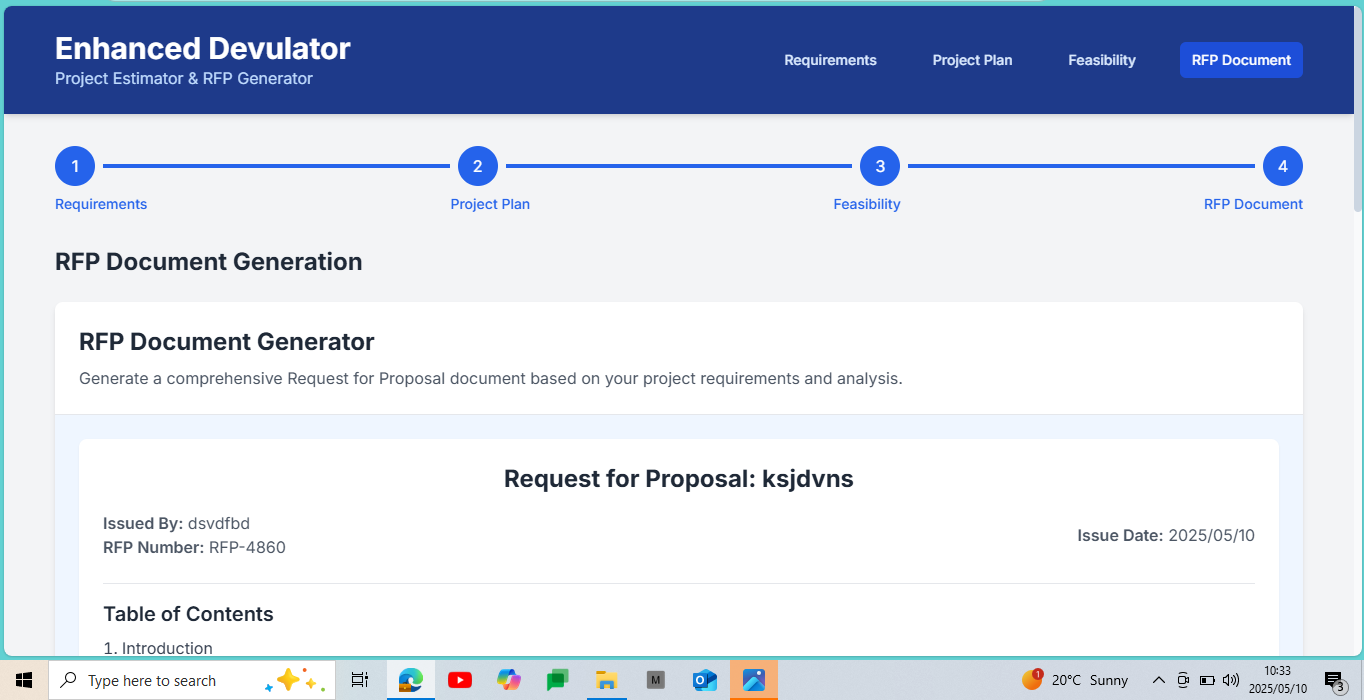 Enhanced Devulator
Project Estimator & RFP Generator
Requirements
Project Plan
Feasibility
RFP Document
1
2
3
4
Requirements
Project Plan
Feasibility
RFP Document
RFP Document Generation
RFP Document Generator
Generate a comprehensive Request for Proposal document based on your project requirements and analysis.
Request for Proposal: ksjdvns
Issued By: dsvdfbd
RFP Number: RFP-4860
Issue Date: 2025/05/10
Table of Contents
1. Introduction
Type here to search
M
1
20°C Sunny
10:33
2025/05/10
3